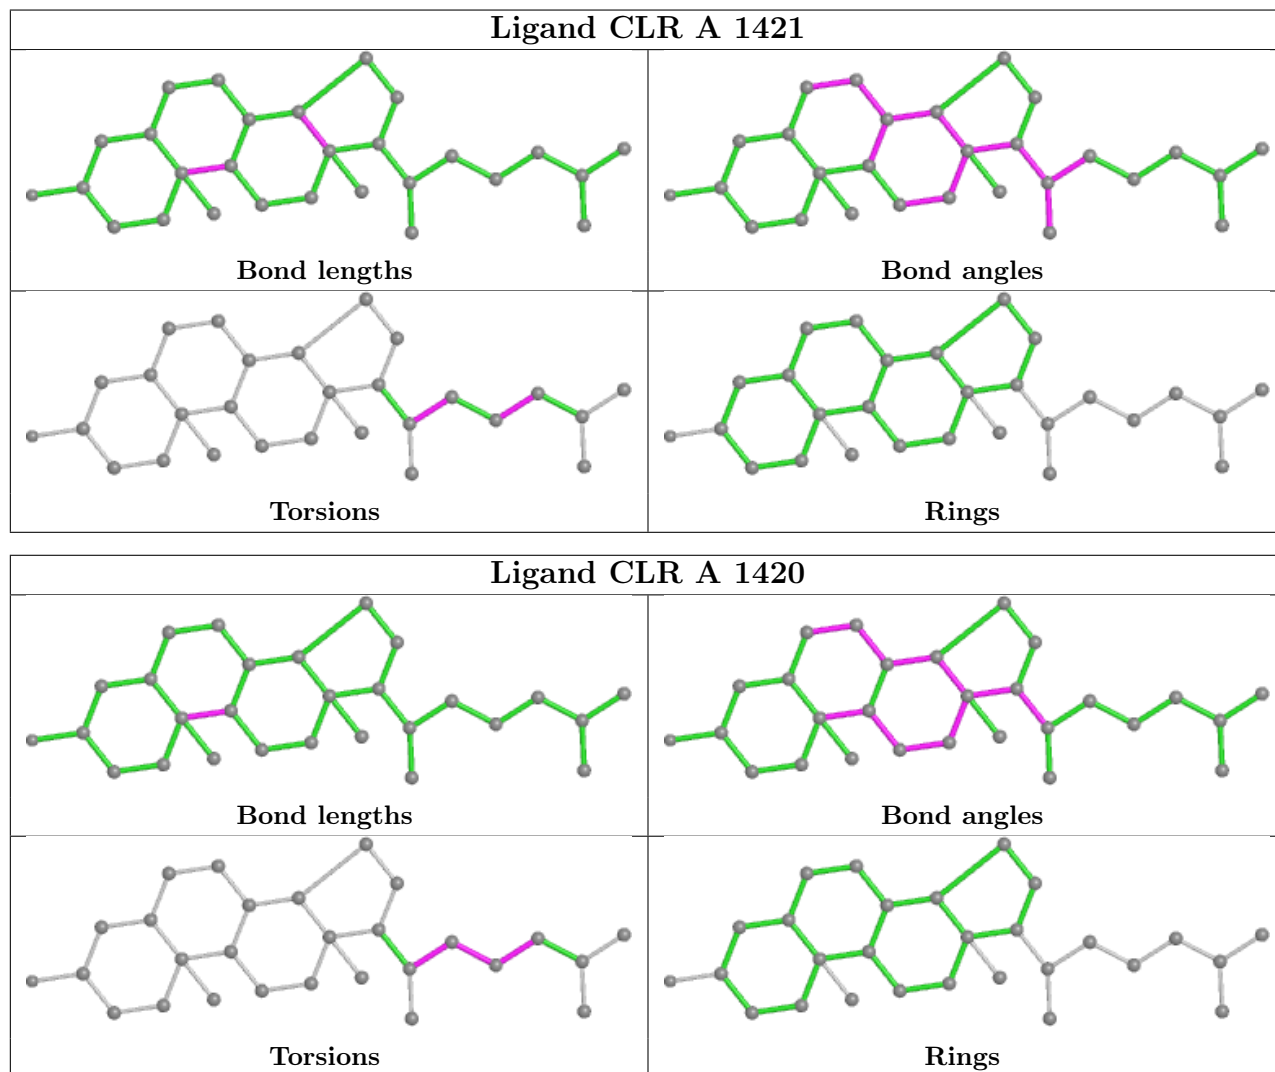 Ligand CLR A 1421
Bond lengths
Bond angles
Torsions
Rings
Ligand CLR A 1420
Bond lengths
Bond angles
Torsions
Rings